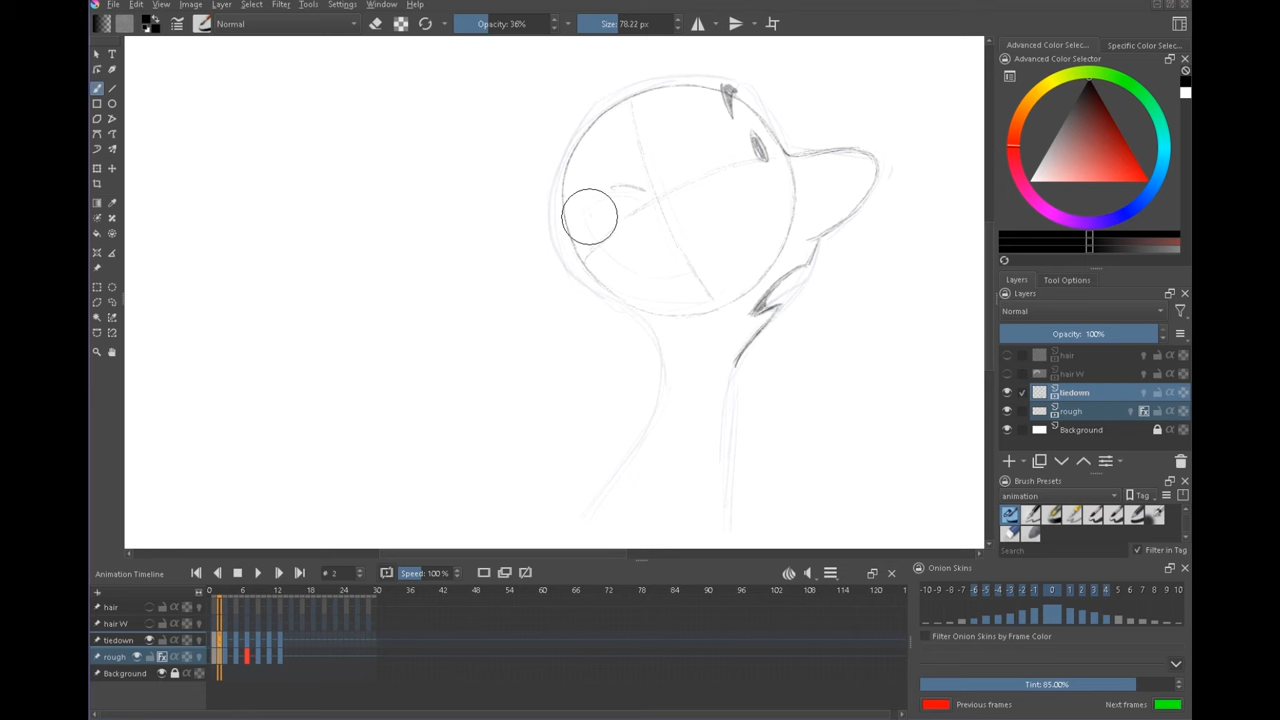 File Edit View Image Layer Select Filter Tools Settings Window Help
Normal Opacity: 36% Size: 78.22 px
Advanced Color Selec... Specific Color Selec...
Advanced Color Selector
Layers Tool Options
Layers
Normal
Opacity: 100%
hair
hair W
tiedown
rough
Background
Brush Presets
animation Tag
Search Filter in Tag
Animation Timeline # 2 Speed: 100 %
0 6 12 18 24 30 36 42 48 54 60 66 72 78 84 90 96 102 108 114 120
hair
hair W
tiedown
rough
Background
Onion Skins
-10 -9 -8 -7 -6 -5 -4 -3 -2 -1 0 1 2 3 4 5 6 7 8 9 10
Filter Onion Skins by Frame Color
Tint: 85.00%
Previous frames Next frames